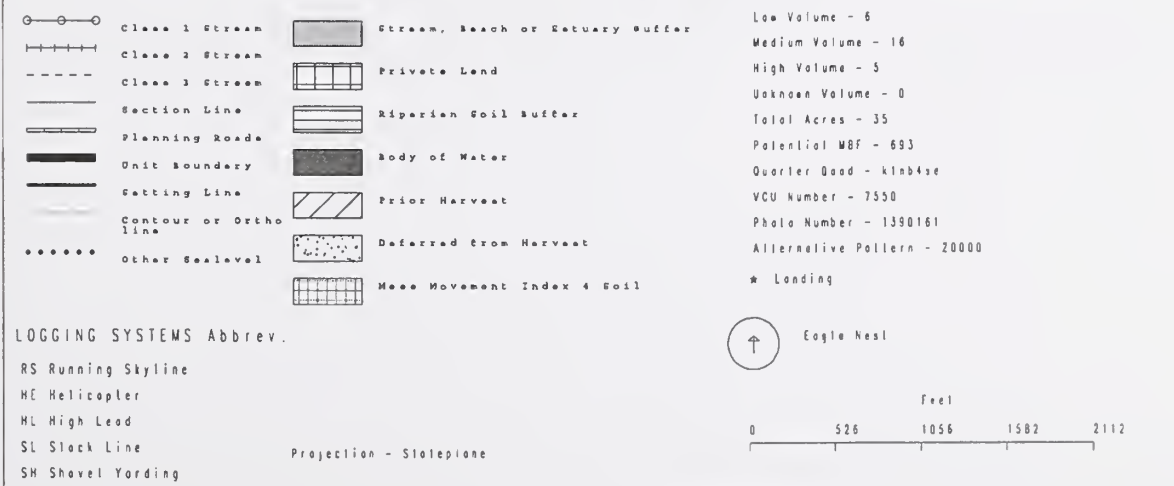 Class 1 Stream
Class 2 Stream
Class 3 Stream
Section Line
Planning Roads
Unit Boundary
Setting Line
Contour or Ortho
line
Other Sealevel
Stream, Beach or Estuary Buffer
Private Land
Riparian Soil Buffer
Body of Water
Prior Harvest
Deferred from Harvest
Mass Movement Index 4 Soil
Low Volume - 6
Medium Volume - 16
High Volume - 5
Unknown Volume - 0
Total Acres - 35
Potential MBF - 693
Quarter Quad - ktnb4se
VCU Number - 7550
Photo Number - 1390161
Alternative Pattern - 20000
★ Landing
Eagle Nest
LOGGING SYSTEMS Abbrev.
RS Running Skyline
HE Helicopter
HL High Lead
SL Slack Line
SH Shovel Yarding
Projection - Stateplane
Feet
0 526 1056 1582 2112